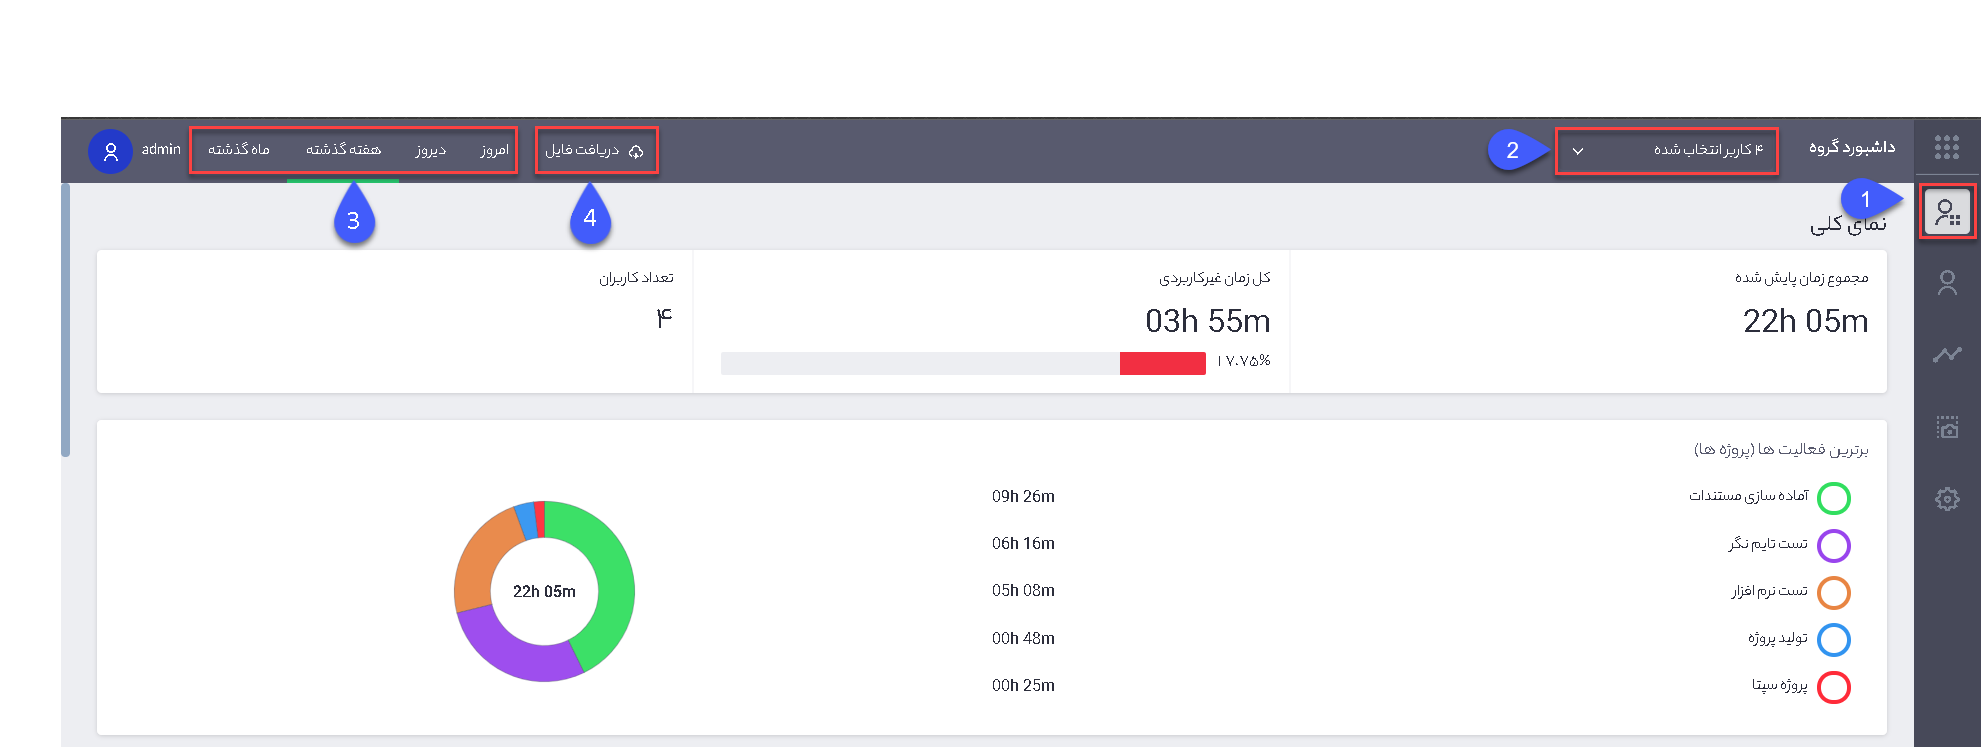 داشبورد گروه
۴ کاربر انتخاب شده
2
دریافت فایل
امروز
دیروز
هفته گذشته
ماه گذشته
admin
1
4
3
نمای کلی
مجموع زمان پایش شده
22h 05m
کل زمان غیرکاربردی
03h 55m
۱۷.۷۵%
تعداد کاربران
۴
برترین فعالیت ها (پروژه ها)
آماده سازی مستندات
09h 26m
تست تایم نگر
06h 16m
تست نرم افزار
05h 08m
تولید پروژه
00h 48m
پروژه سپتا
00h 25m
22h 05m